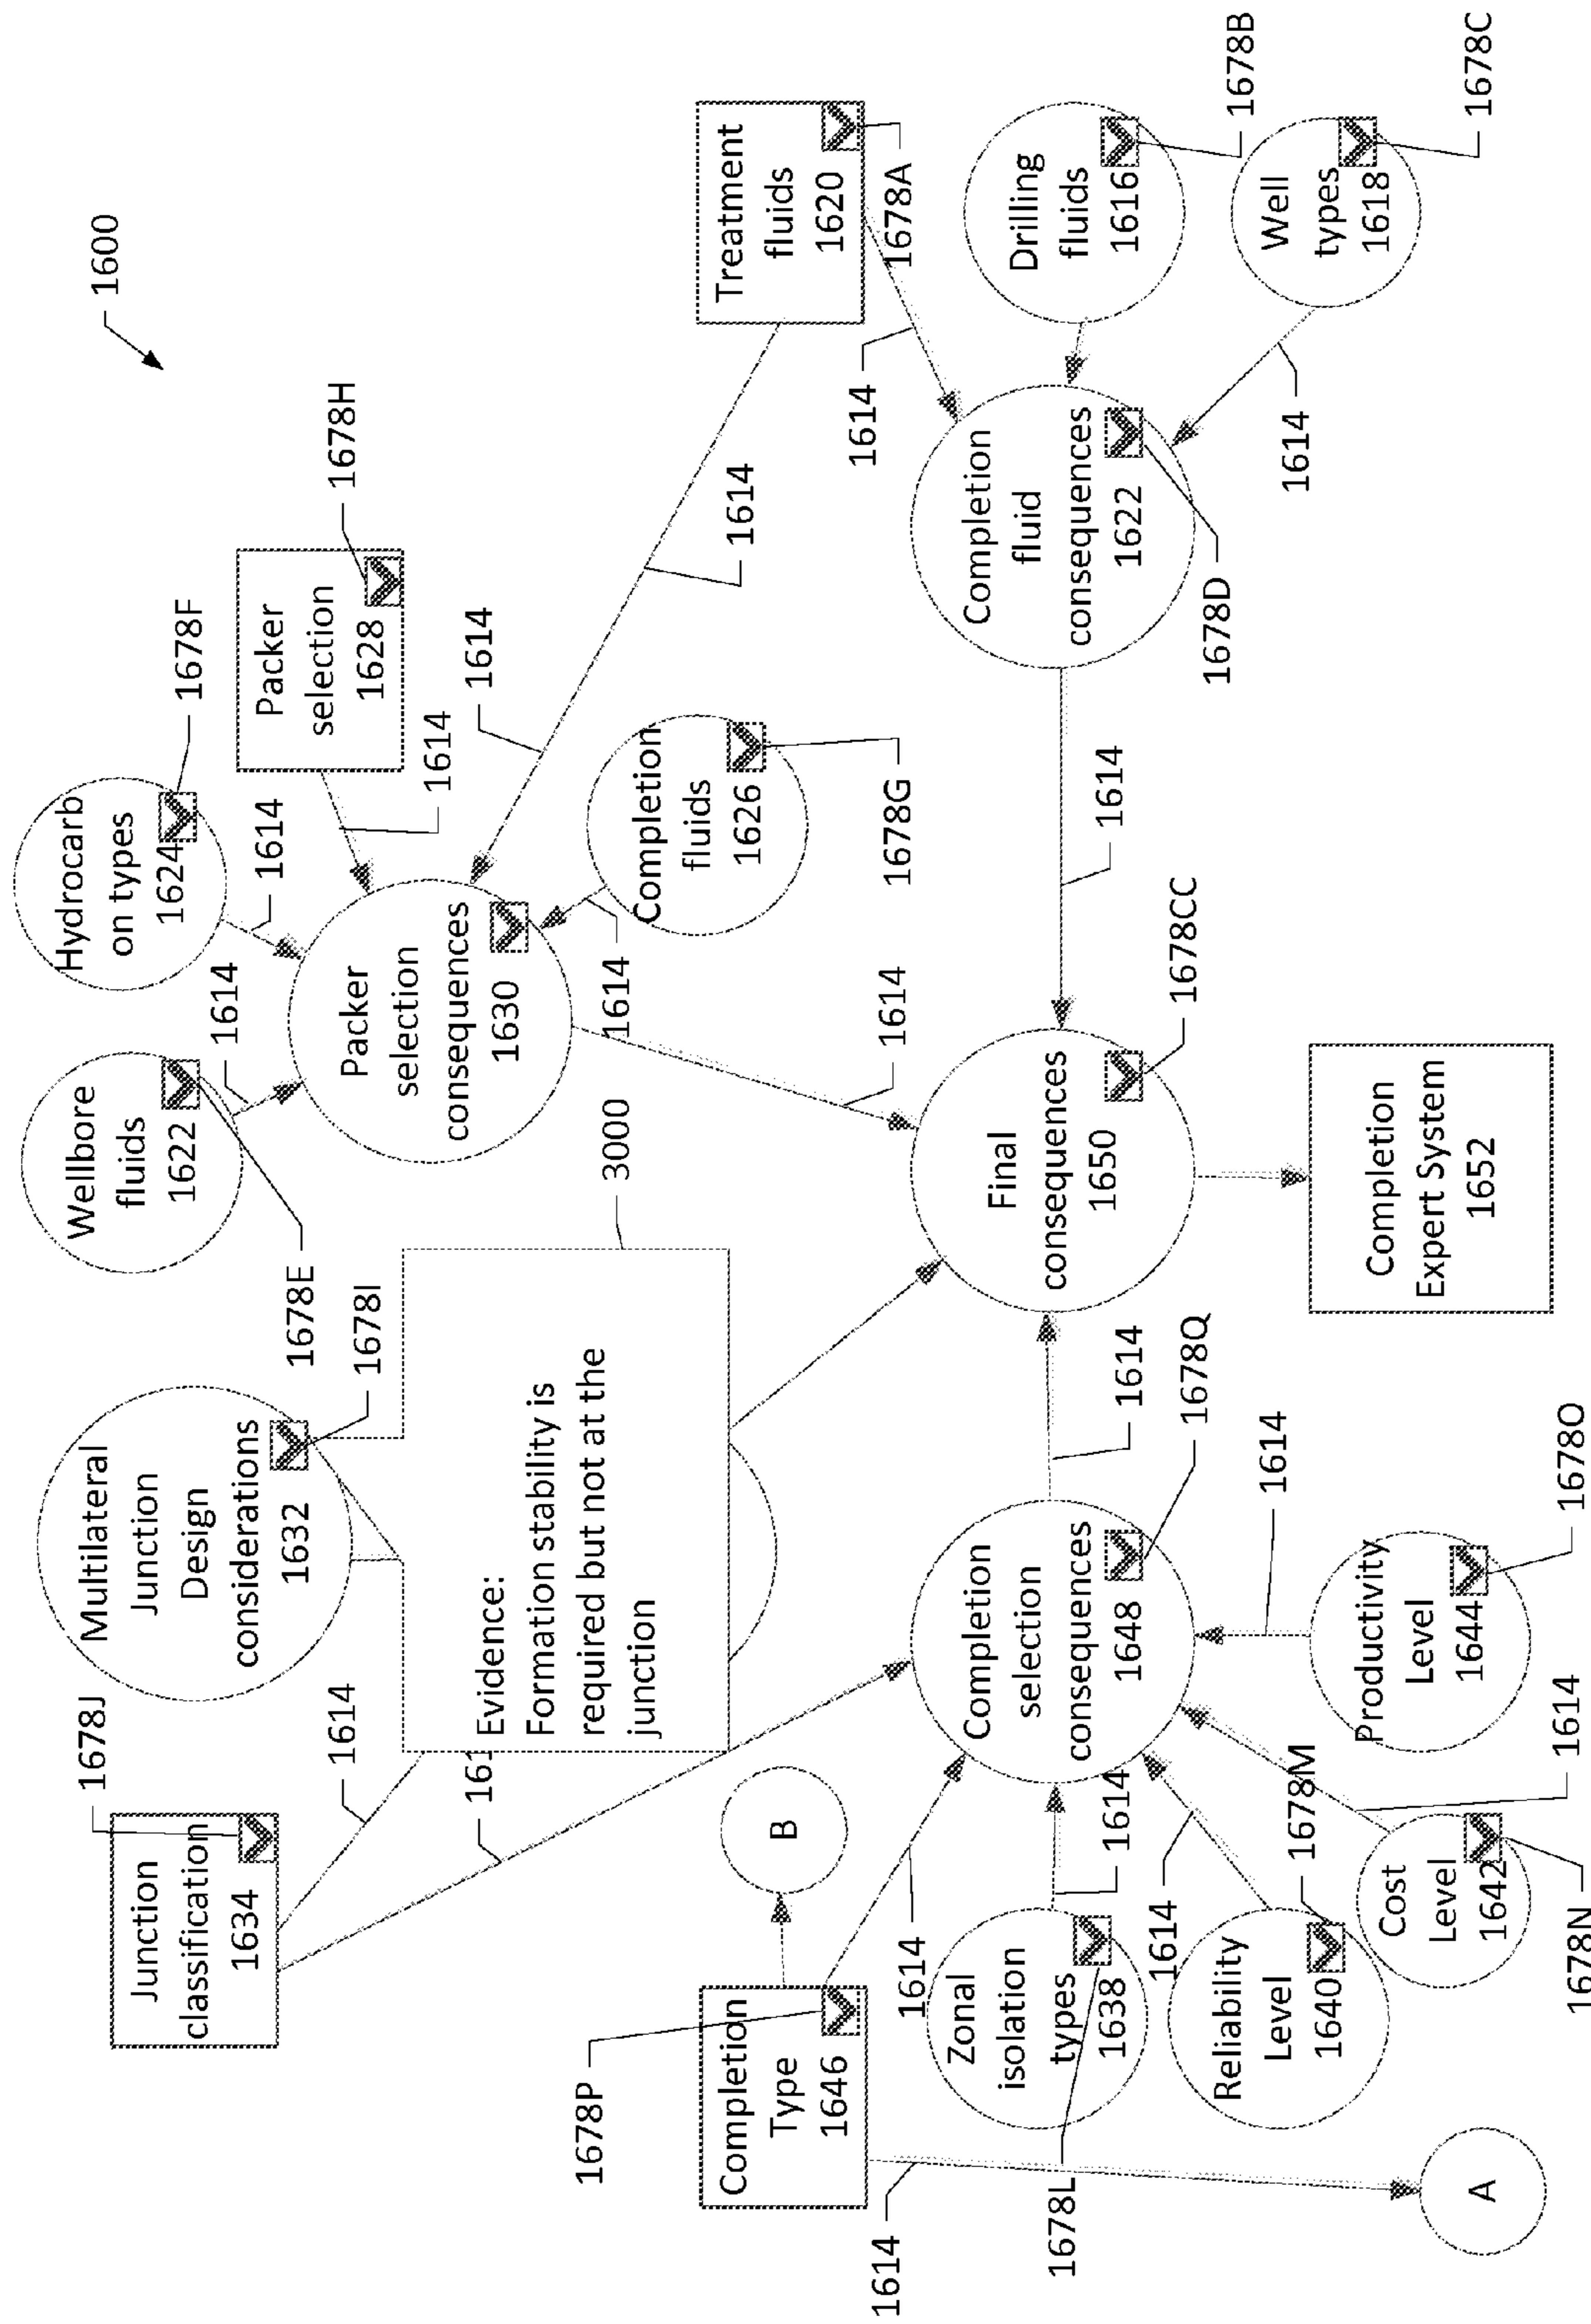 1600
Hydrocarb
on types
1624
1678F
Wellbore
fluids
1622
1678E
1614
1614
Packer
selection
1628
1678H
1614
Multilateral
Junction
Design
considerations
1632
1678I
Junction
classification
1634
1678J
1614
161
Packer
selection
consequences
1630
1614
1614
Completion
fluids
1626
1678G
1614
1614
Treatment
fluids
1620
1678A
1614
3000
Evidence:
Formation stability is
required but not at the
junction
1614
Drilling
fluids
1616
1678B
Well
types
1618
1678C
1614
Completion
fluid
consequences
1622
1678D
1614
Final
consequences
1650
1678CC
Completion
Expert System
1652
Completion
selection
consequences
1648
1678Q
1614
B
Completion
Type
1646
1678P
1614
1614
Zonal
isolation
types
1638
1678L
1614
Reliability
Level
1640
1678M
1614
Cost
Level
1642
1678N
1614
Productivity
Level
1644
1678O
1614
A